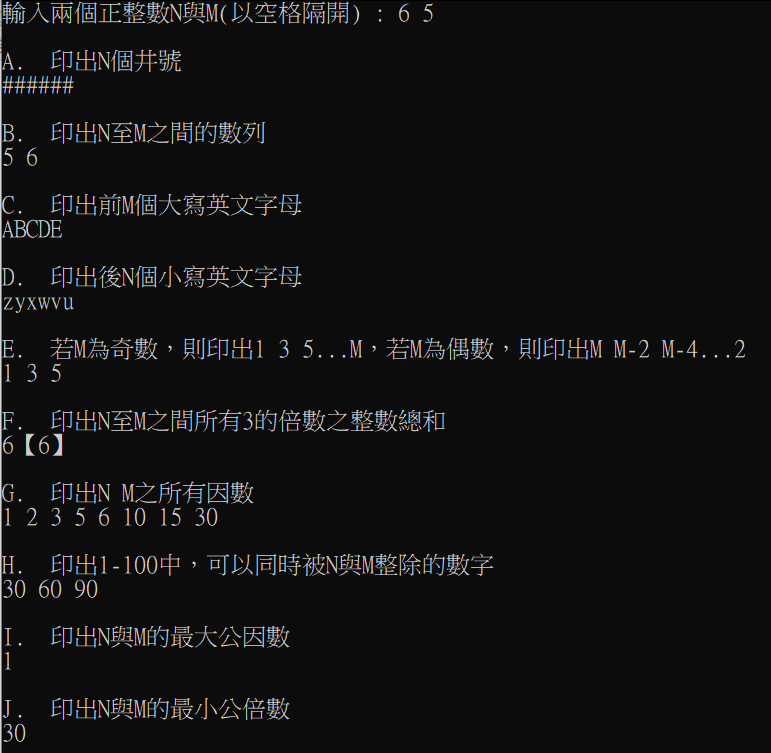 輸入兩個正整數N與M(以空格隔開) : 6 5
A.  印出N個井號
######
B.  印出N至M之間的數列
5 6
C.  印出前M個大寫英文字母
ABCDE
D.  印出後N個小寫英文字母
zyxwvu
E.  若M為奇數，則印出1 3 5...M，若M為偶數，則印出M M-2 M-4...2
1 3 5
F.  印出N至M之間所有3的倍數之整數總和
6【6】
G.  印出N M之所有因數
1 2 3 5 6 10 15 30
H.  印出1-100中，可以同時被N與M整除的數字
30 60 90
I.  印出N與M的最大公因數
1
J.  印出N與M的最小公倍數
30